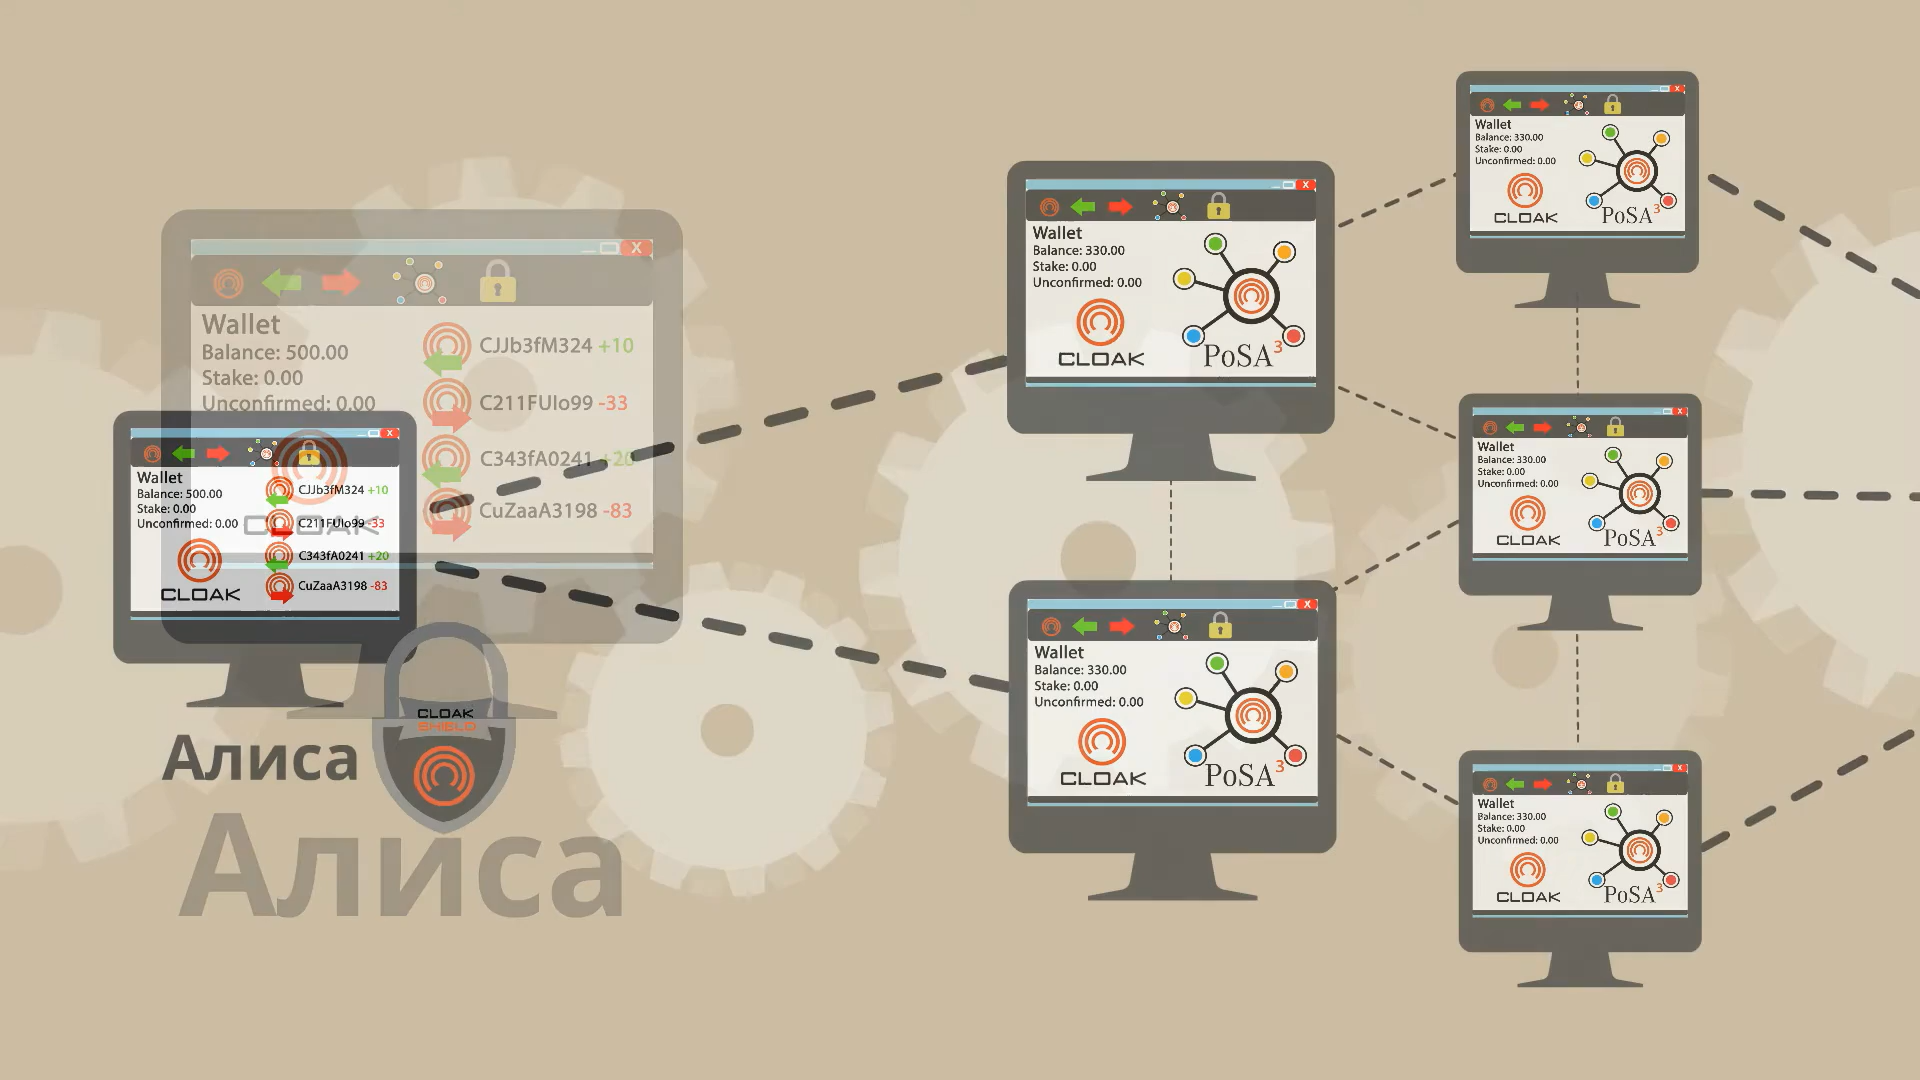 Wallet
Balance: 500.00
Stake: 0.00
Unconfirmed: 0.00
CLOAK
CJJb3fM324 +10
C211FUIo99 -33
C343fA0241 +20
CuZaaA3198 -83
Wallet
Balance: 500.00
Stake: 0.00
Unconfirmed: 0.00
CLOAK
CJJb3fM324 +10
C211FUIo99 -33
C343fA0241 +20
CuZaaA3198 -83
CLOAK
SHIELD
Алиса
Алиса
Wallet
Balance: 330.00
Stake: 0.00
Unconfirmed: 0.00
CLOAK
PoSA3
Wallet
Balance: 330.00
Stake: 0.00
Unconfirmed: 0.00
CLOAK
PoSA3
Wallet
Balance: 330.00
Stake: 0.00
Unconfirmed: 0.00
CLOAK
PoSA3
Wallet
Balance: 330.00
Stake: 0.00
Unconfirmed: 0.00
CLOAK
PoSA3
Wallet
Balance: 330.00
Stake: 0.00
Unconfirmed: 0.00
CLOAK
PoSA3